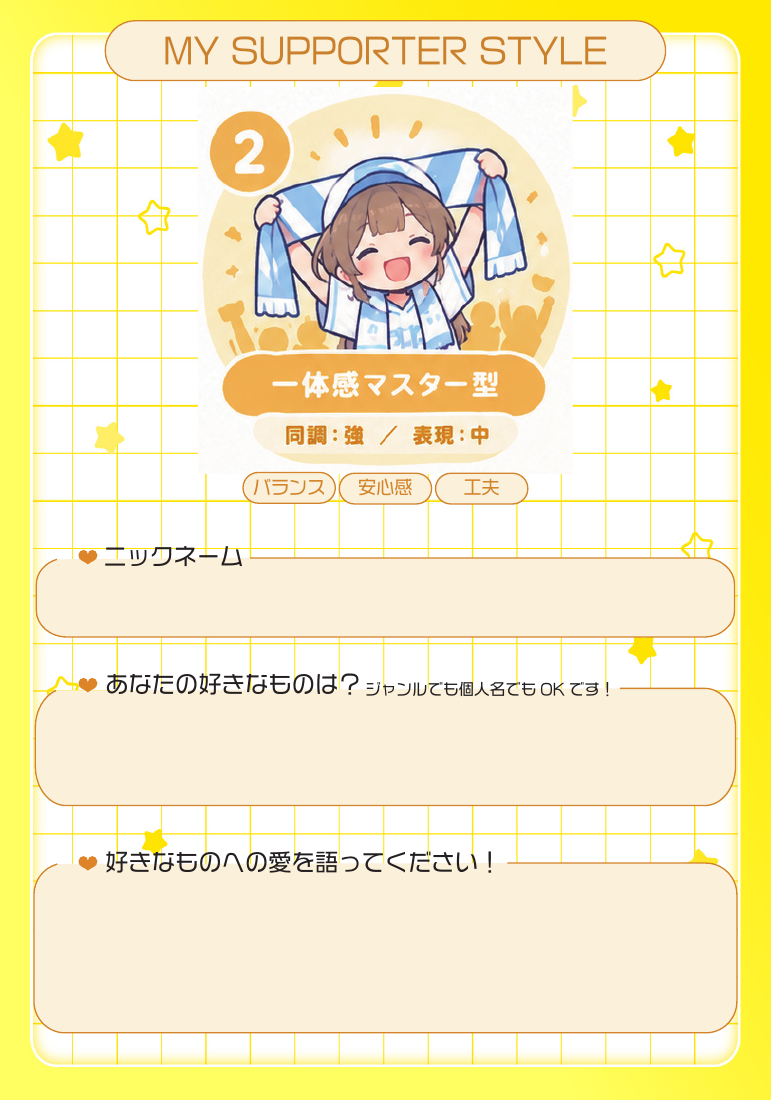 MY SUPPORTER STYLE
2
一体感マスター型
同調：強 ／ 表現：中
バランス 安心感 工夫
ニックネーム
あなたの好きなものは？ ジャンルでも個人名でも OK です！
好きなものへの愛を語ってください！